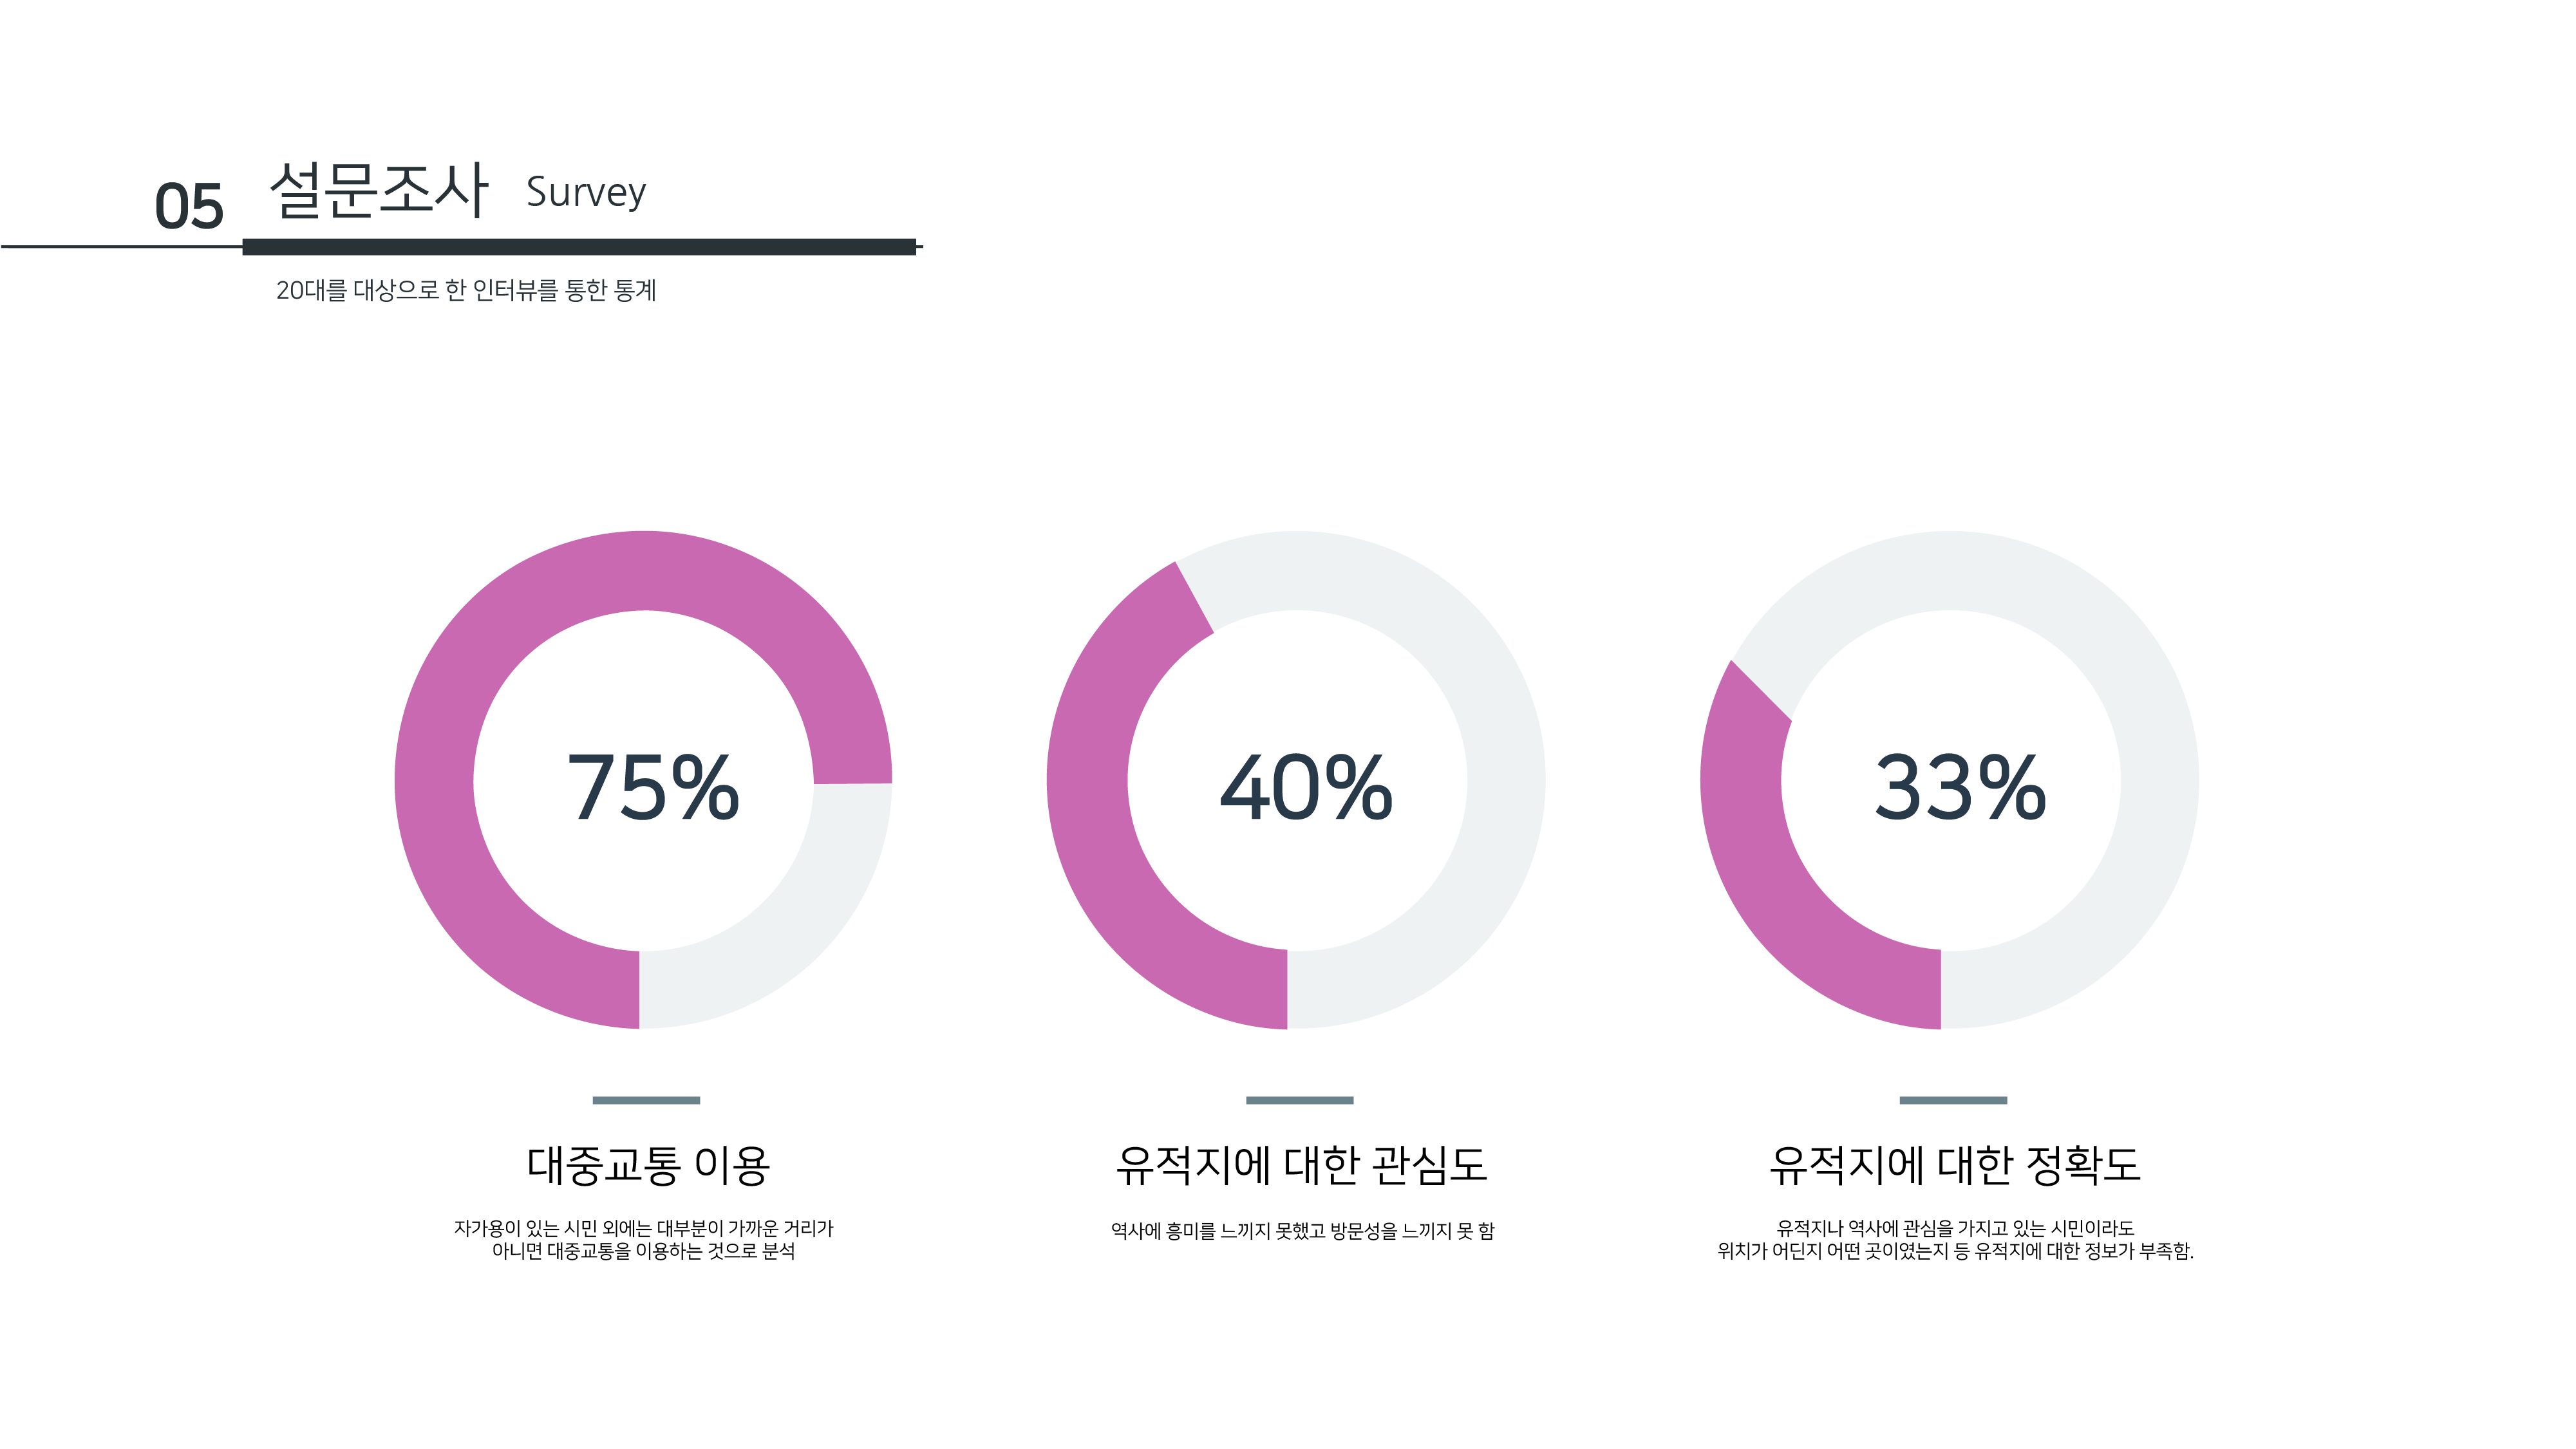 05 설문조사 Survey
20대를 대상으로 한 인터뷰를 통한 통계
75%
40%
33%
대중교통 이용
자가용이 있는 시민 외에는 대부분이 가까운 거리가
아니면 대중교통을 이용하는 것으로 분석
유적지에 대한 관심도
역사에 흥미를 느끼지 못했고 방문성을 느끼지 못 함
유적지에 대한 정확도
유적지나 역사에 관심을 가지고 있는 시민이라도
위치가 어딘지 어떤 곳이였는지 등 유적지에 대한 정보가 부족함.